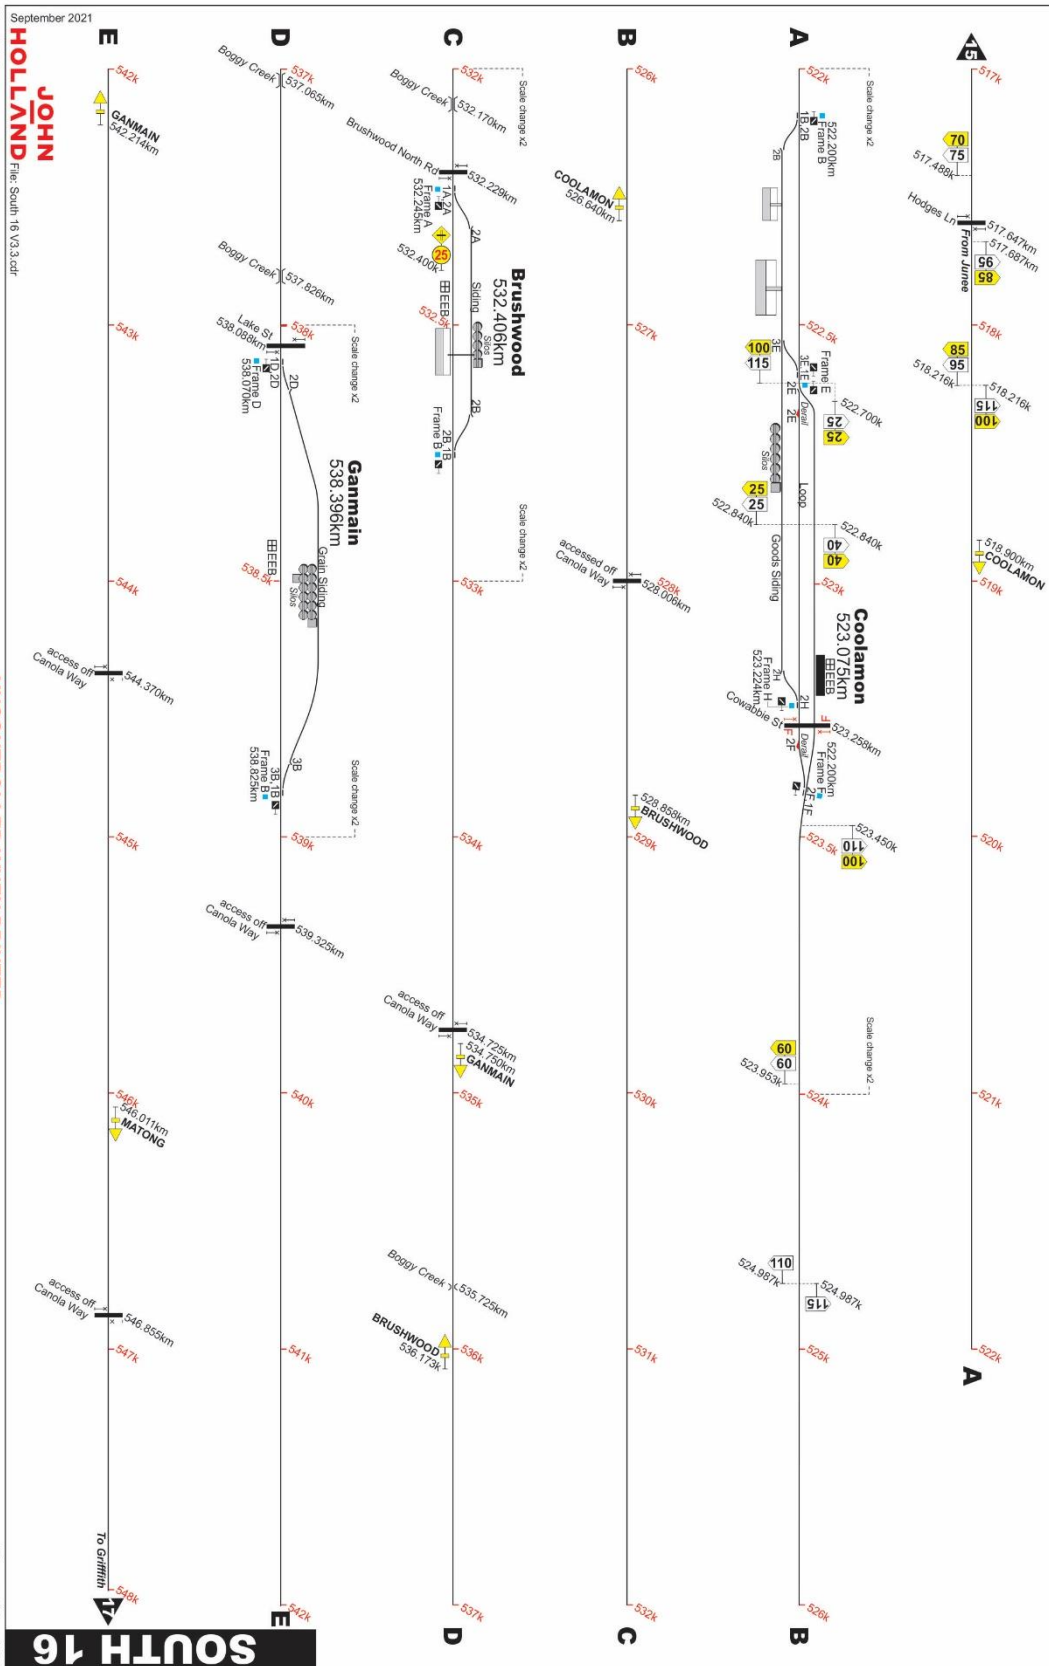 15
517k
70
75
517.488k
Hodges Ln
517.647km
517.687km
From Junee
95
85
518k
85
95
518.216k
518.216k
115
100
518.900km
COOLAMON
519k
520k
521k
522k
A
A
522k
Scale change x2
522.200km
Frame B
1B,2B
2B
522.5k
3E
Frame E
3E,1E
2E
Derail
2E
100
115
522.700k
25
25
Silos
Loop
25
25
522.840k
522.840k
40
40
Goods Siding
523k
Coolamon
523.075km
EEB
2H
Frame H
523.224km
2H
Cowabbie St
523.258km
F
F
Derail
2F
522.200km
Frame F
2F,1F
523.450k
110
100
523.5k
Scale change x2
60
60
523.953k
524k
110
524.987k
524.987k
115
525k
526k
B
B
526k
COOLAMON
526.640km
527k
accessed off
Canola Way
528k
528.006km
528.858km
BRUSHWOOD
529k
530k
531k
532k
C
C
532k
Scale change x2
Boggy Creek
532.170km
Brushwood North Rd
532.229km
1A,2A
Frame A
532.245km
2A
25
532.400k
Brushwood
532.406km
Siding
EEB
532.5k
Silos
2B
2B,1B
Frame B
Scale change x2
533k
534k
access off
Canola Way
534.725km
534.750km
GANMAIN
535k
Boggy Creek
535.725km
BRUSHWOOD
536.173k
536k
537k
D
D
537k
Boggy Creek
537.065km
Boggy Creek
537.826km
538k
Scale change x2
Lake St
538.088km
1D,2D
Frame D
538.070km
2D
Ganmain
538.396km
EEB
538.5k
Grain Siding
Silos
3B
3B,1B
Frame B
538.825km
Scale change x2
539k
access off
Canola Way
539.325km
540k
541k
542k
E
E
542k
GANMAIN
542.214km
543k
544k
access off
Canola Way
544.370km
545k
546k
546.011km
MATONG
access off
Canola Way
546.855km
547k
To Griffifith
548k
17
September 2021
JOHN
HOLLAND
File: South 16 V3.3.cdr
SOUTH 16